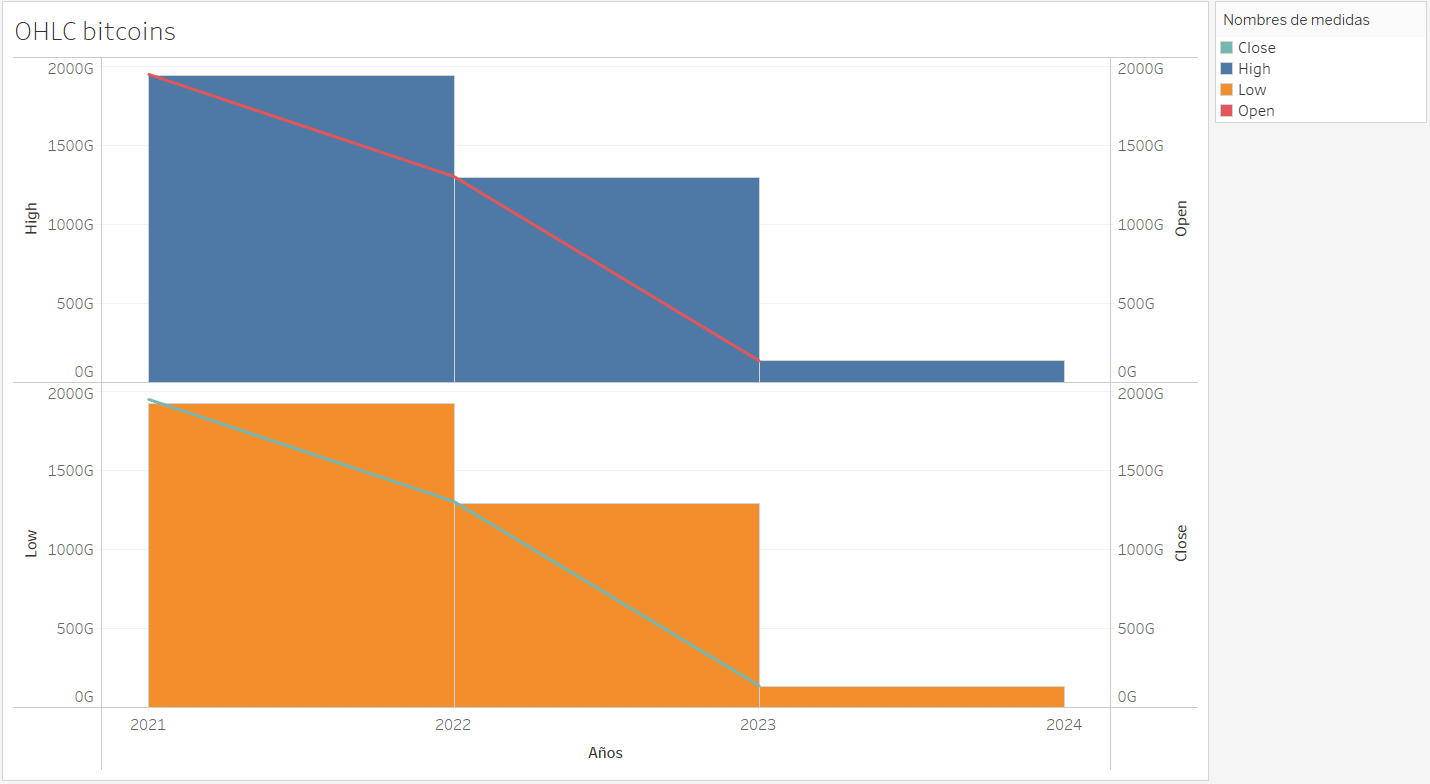 OHLC bitcoins
Nombres de medidas
Close
High
Low
Open
2000G
1500G
1000G
500G
0G
High
2000G
1500G
1000G
500G
0G
Open
2000G
1500G
1000G
500G
0G
Low
2000G
1500G
1000G
500G
0G
Close
2021 2022 2023 2024
Años